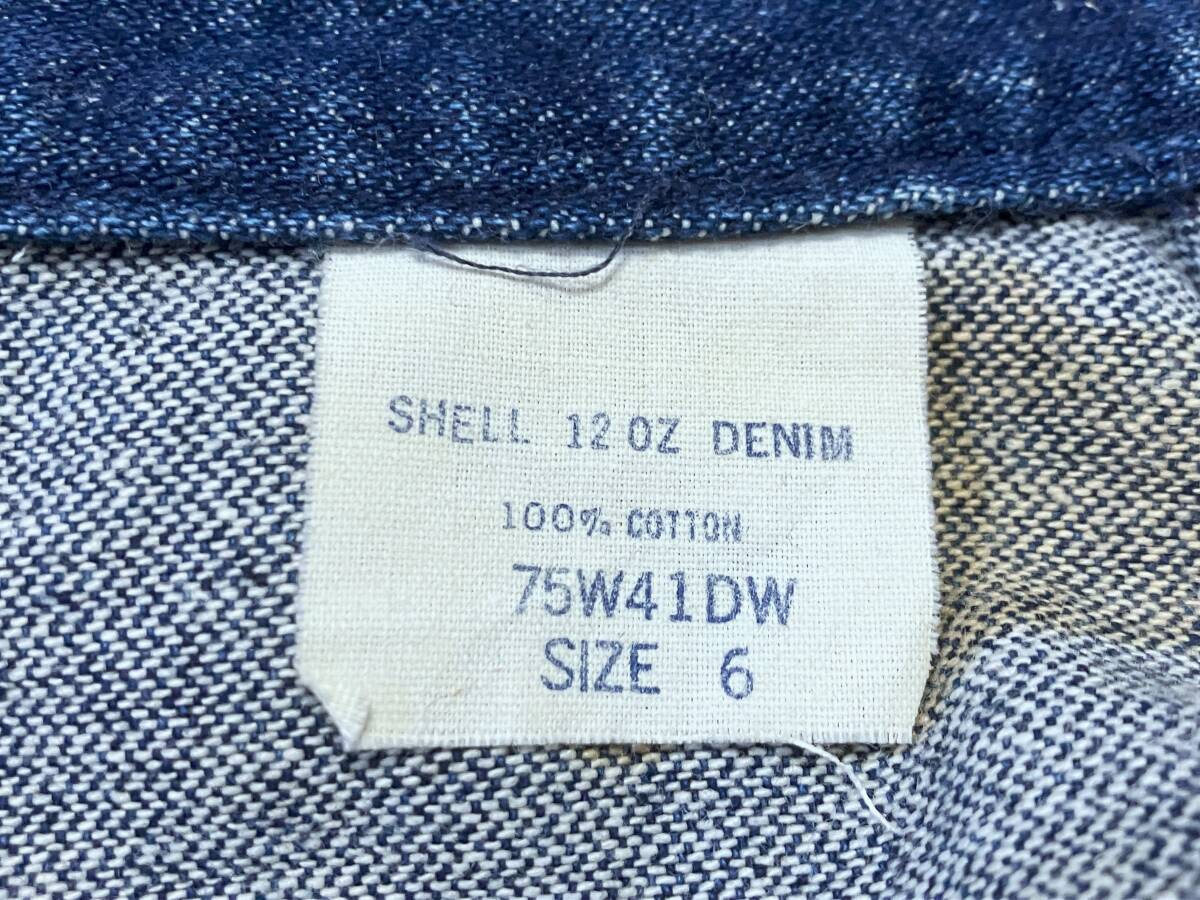 SHELL 12 OZ DENIM
100% COTTON
75W41DW
SIZE 6